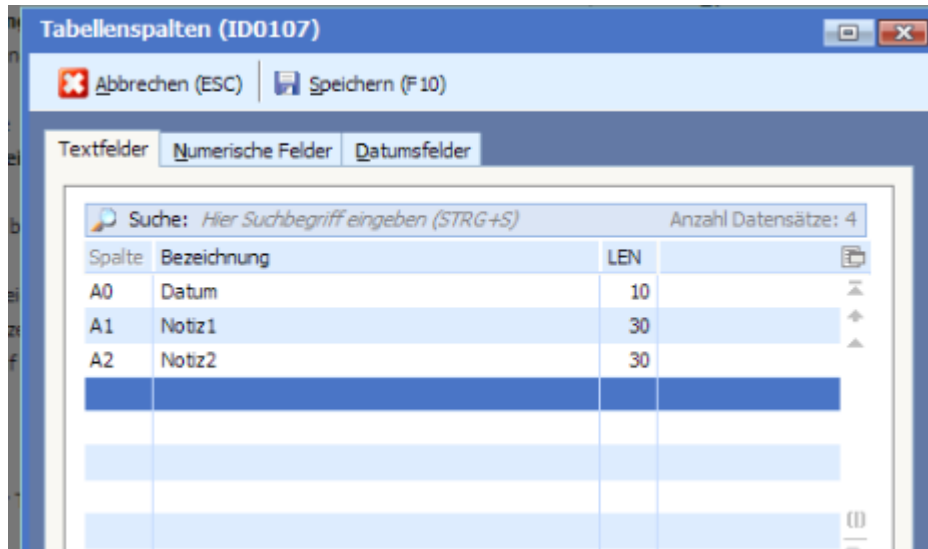 Tabellenspalten (ID0107)
Abbrechen (ESC) Speichern (F10)
Textfelder Numerische Felder Datumsfelder
Suche: Hier Suchbegriff eingeben (STRG+S) Anzahl Datensätze: 4
Spalte Bezeichnung LEN
A0 Datum 10
A1 Notiz1 30
A2 Notiz2 30